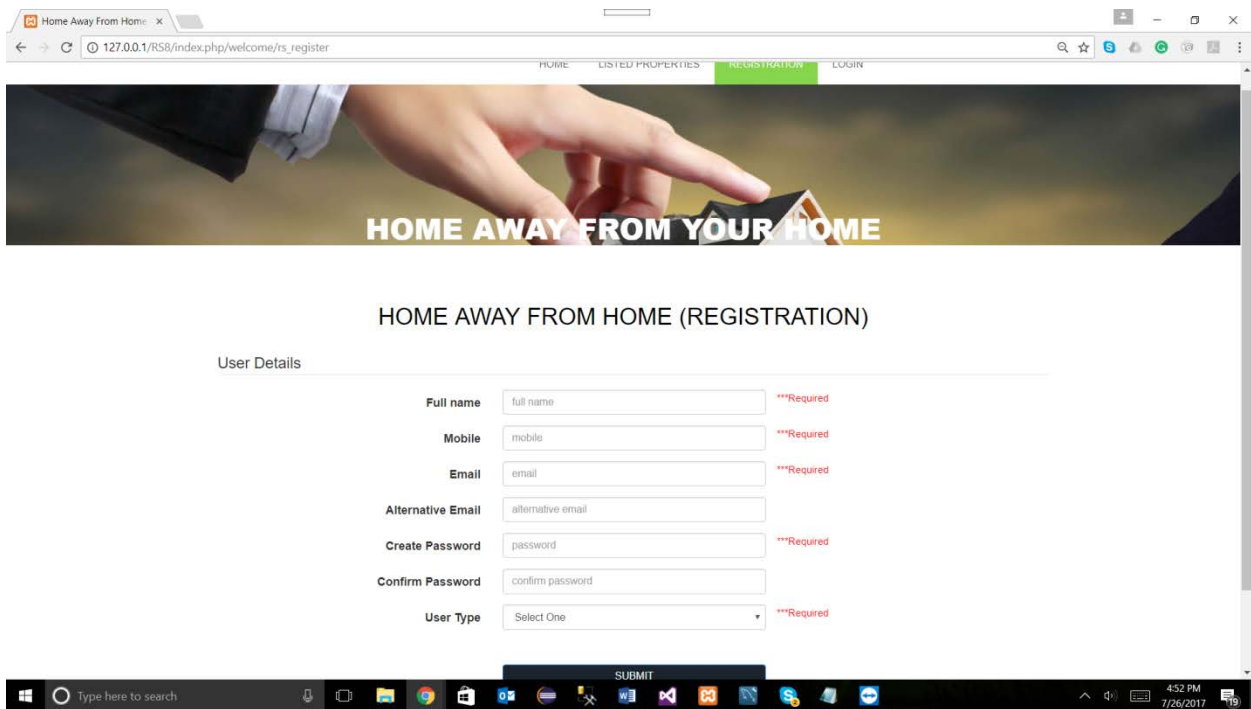 Home Away From Home
127.0.0.1/RS8/index.php/welcome/rs_register
HOME LISTED PROPERTIES REGISTRATION LOGIN
HOME AWAY FROM YOUR HOME
HOME AWAY FROM HOME (REGISTRATION)
User Details
Full name full name ***Required
Mobile mobile ***Required
Email email ***Required
Alternative Email alternative email
Create Password password ***Required
Confirm Password confirm password
User Type Select One ***Required
SUBMIT
Type here to search
4:52 PM
7/26/2017
19